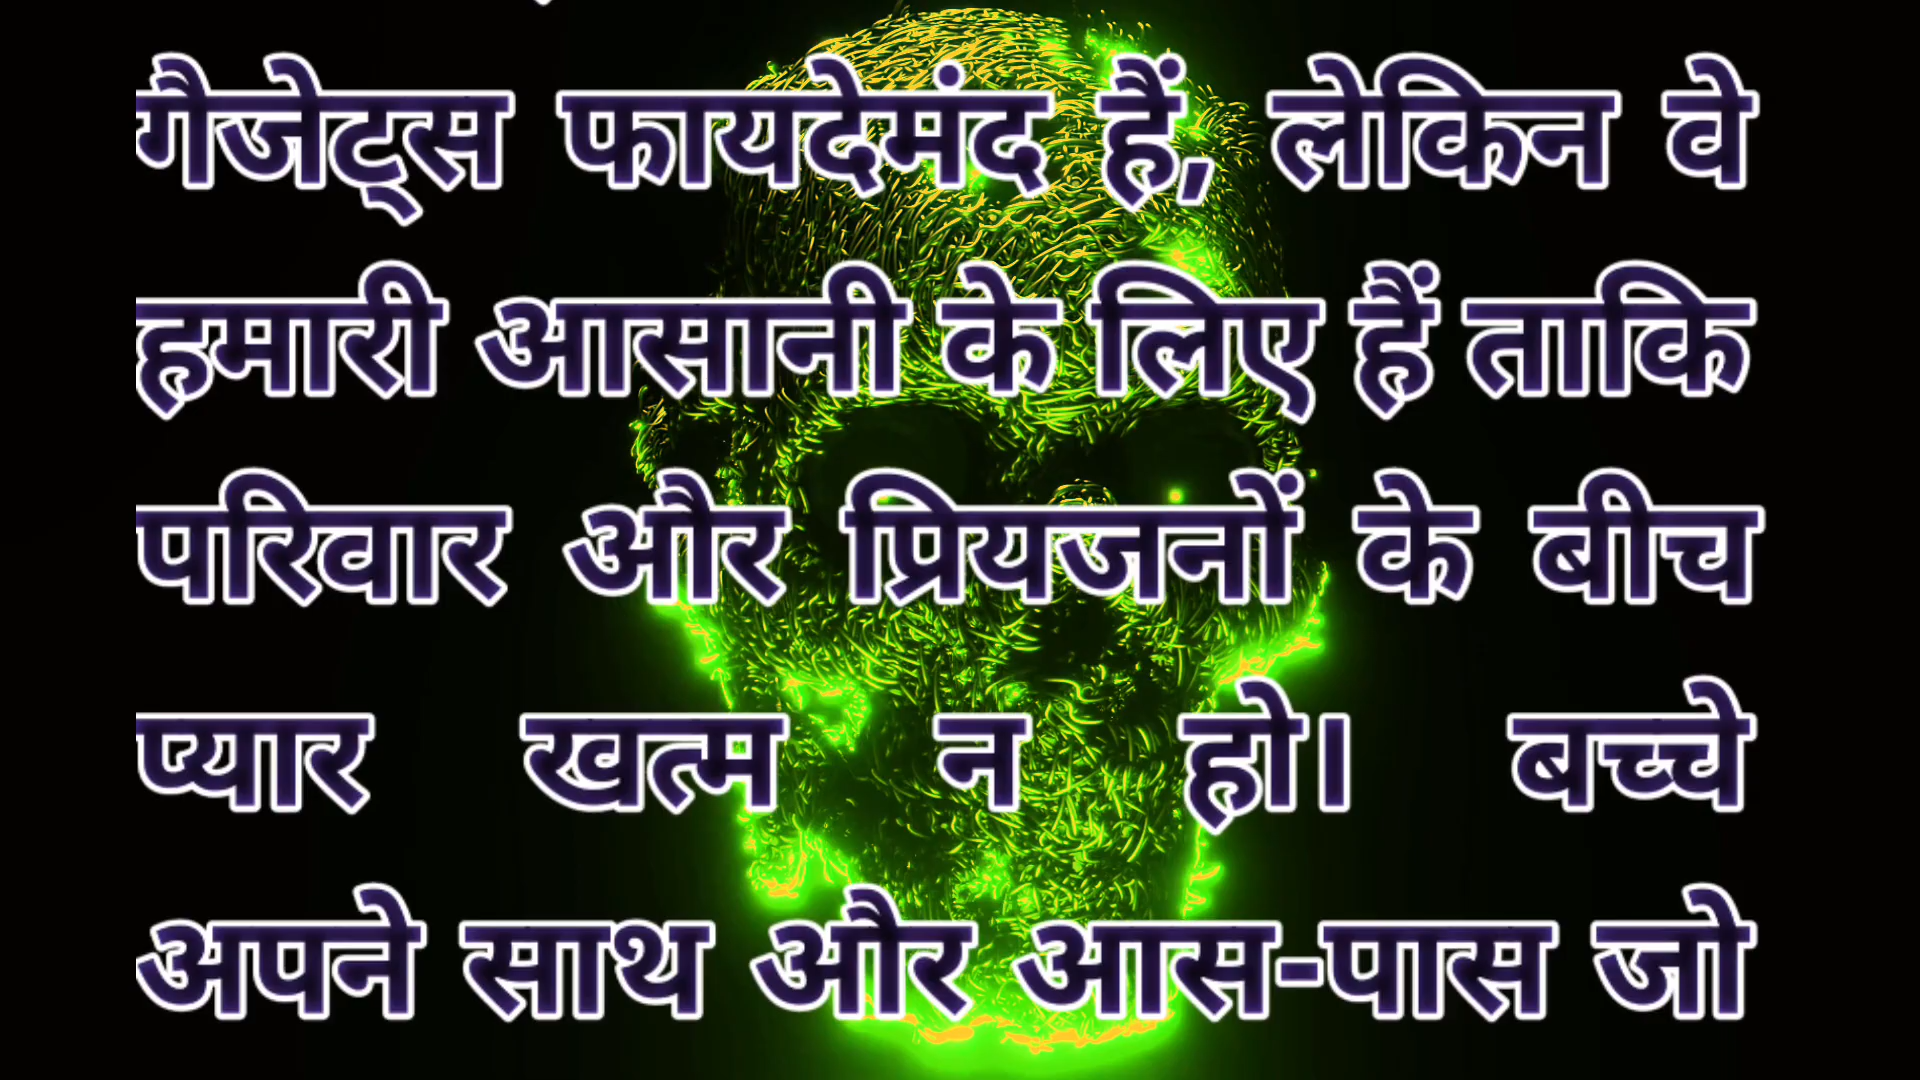 गैजेट्स फायदेमंद हैं, लेकिन वे
हमारी आसानी के लिए हैं ताकि
परिवार और प्रियजनों के बीच
प्यार खत्म न हो। बच्चे
अपने साथ और आस-पास जो